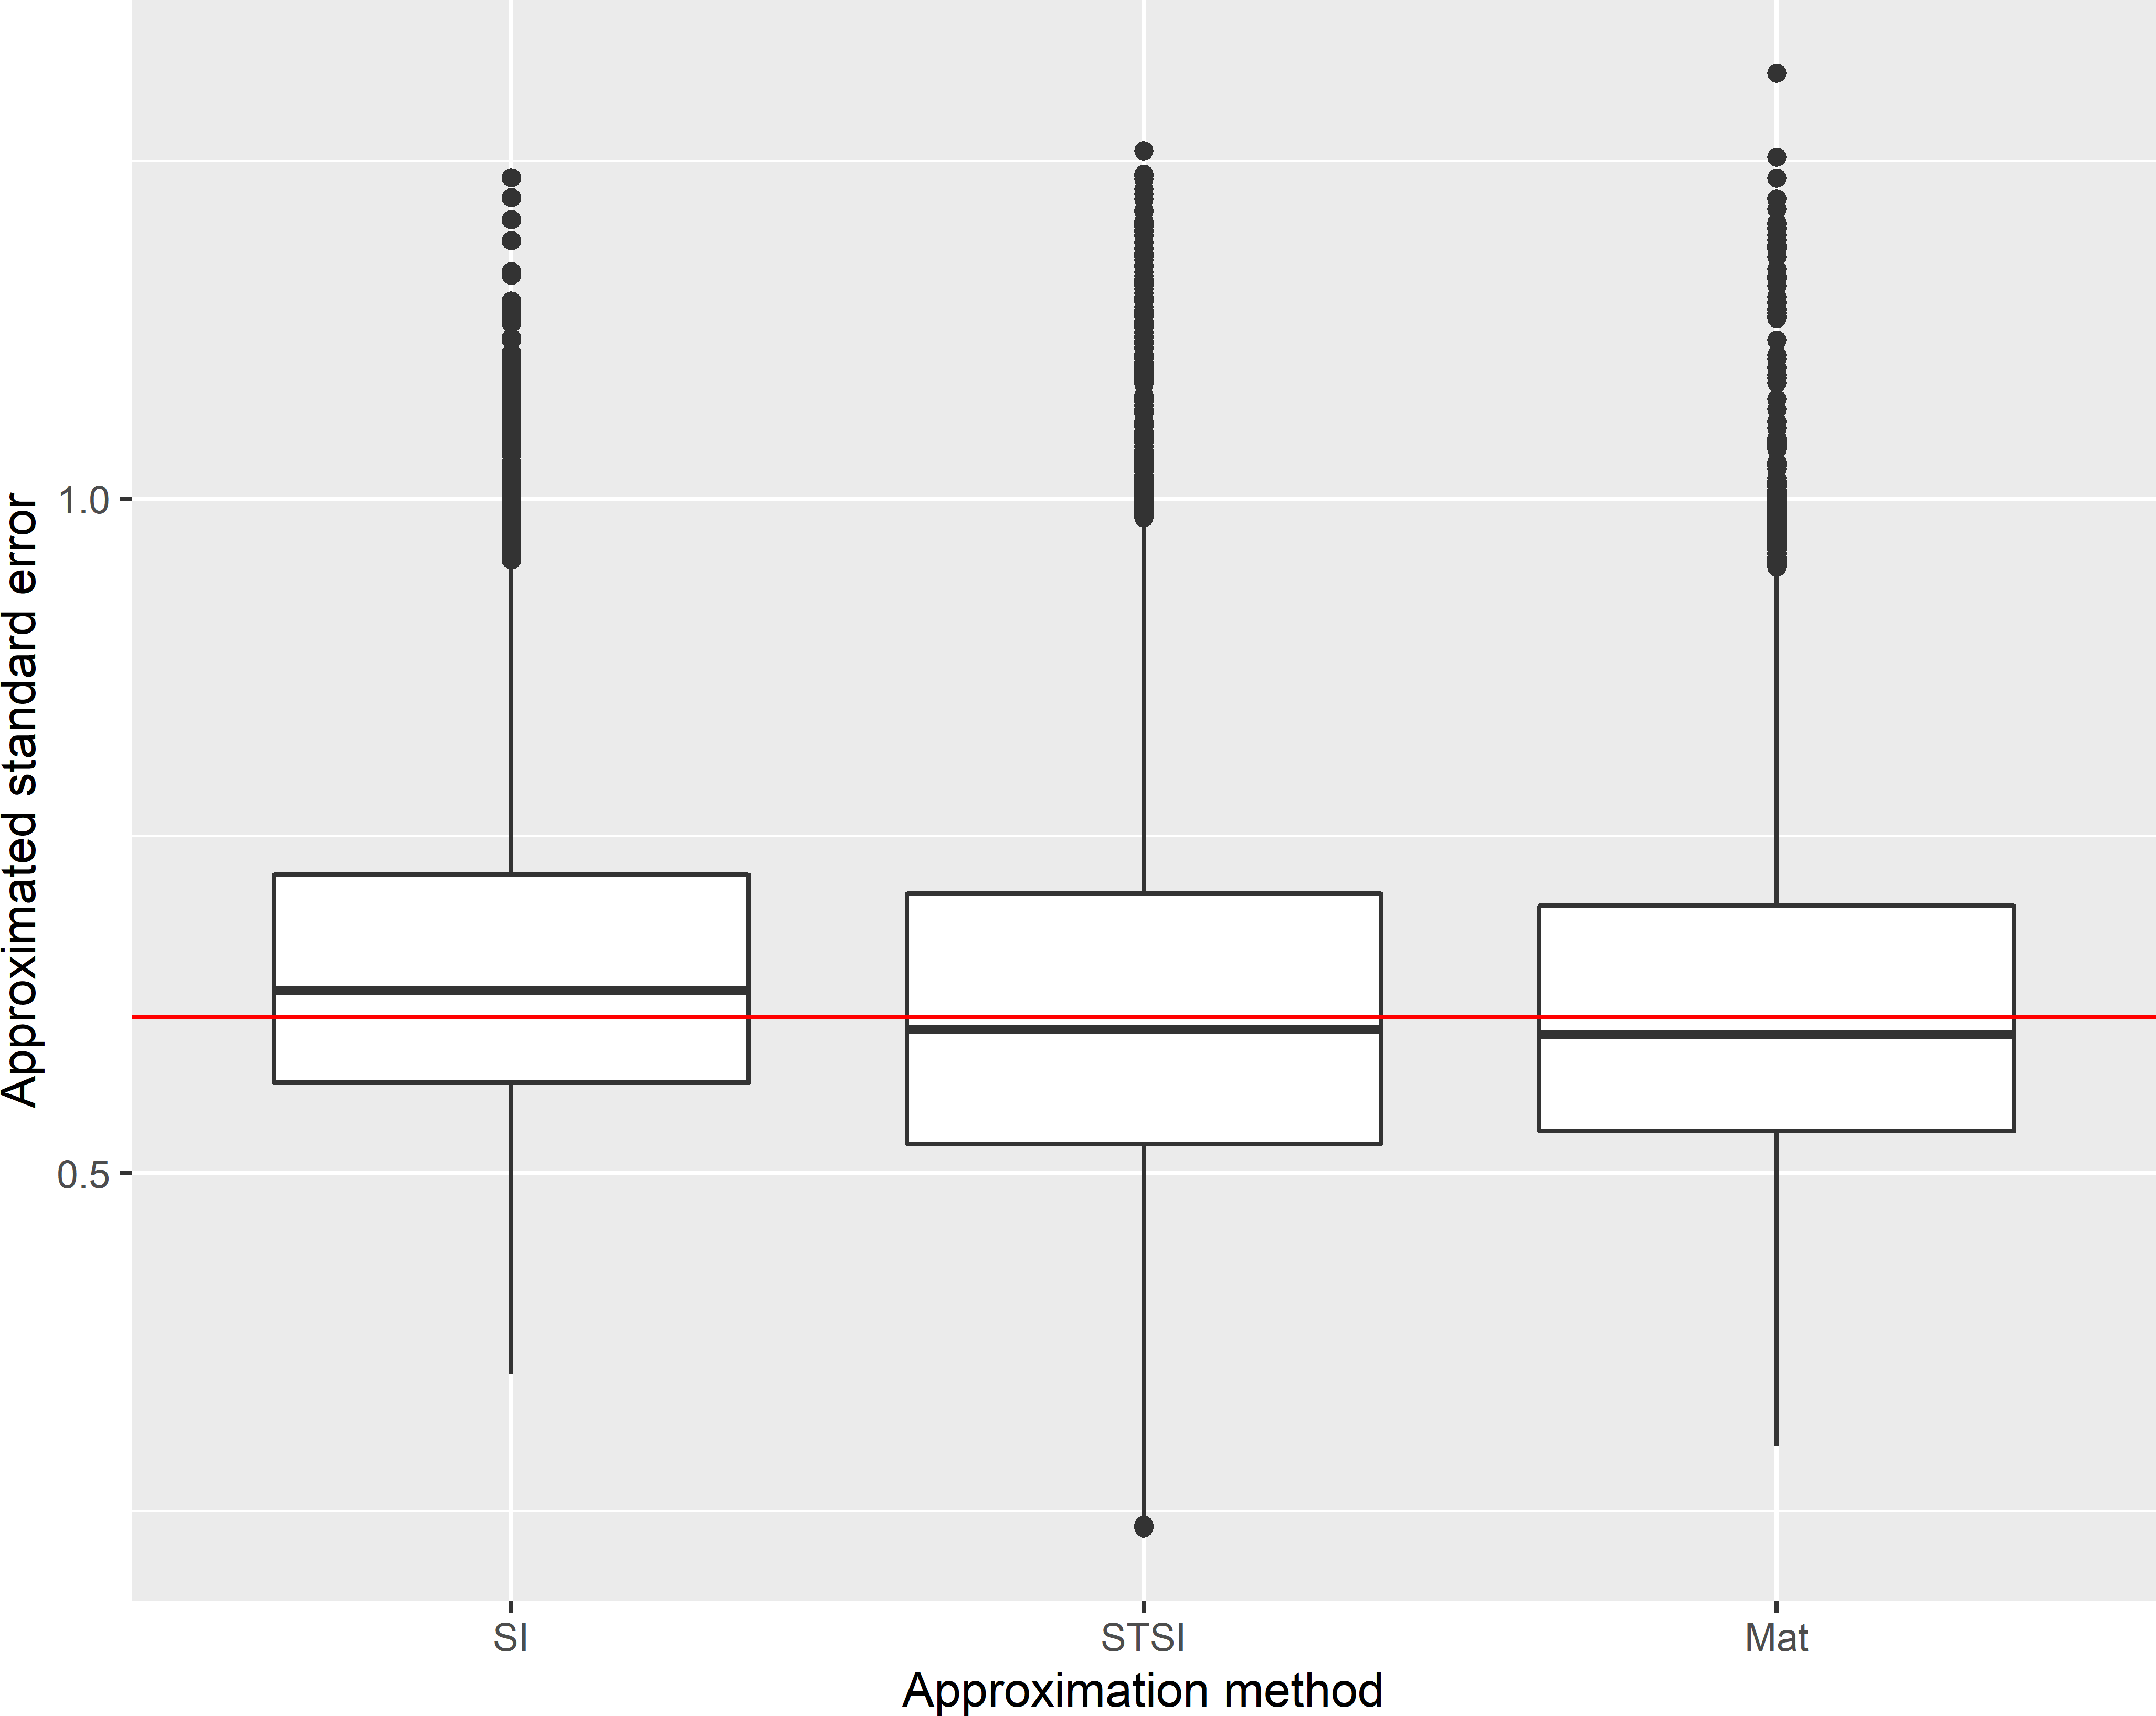 Approximated standard error
1.0
0.5
SI STSI Mat
Approximation method